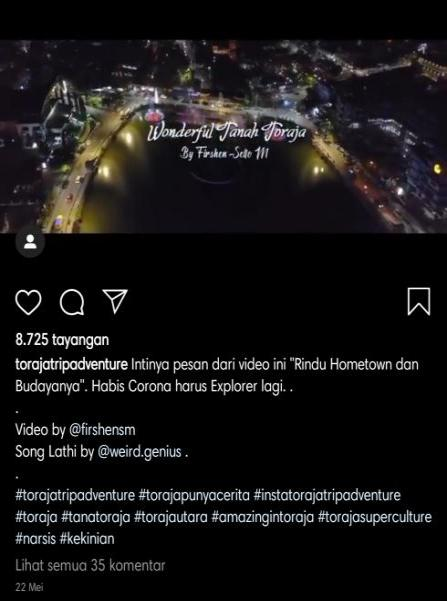 Wonderful Tanah Toraja
By Firshen-Selto M
8.725 tayangan
torajatripadventure Intinya pesan dari video ini "Rindu Hometown dan
Budayanya". Habis Corona harus Explorer lagi. .
.
Video by @firshensm
Song Lathi by @weird.genius .
.
#torajatripadventure #torajapunyacerita #instatorajatripadventure
#toraja #tanatoraja #torajautara #amazingintoraja #torajasuperculture
#narsis #kekinian
Lihat semua 35 komentar
22 Mei